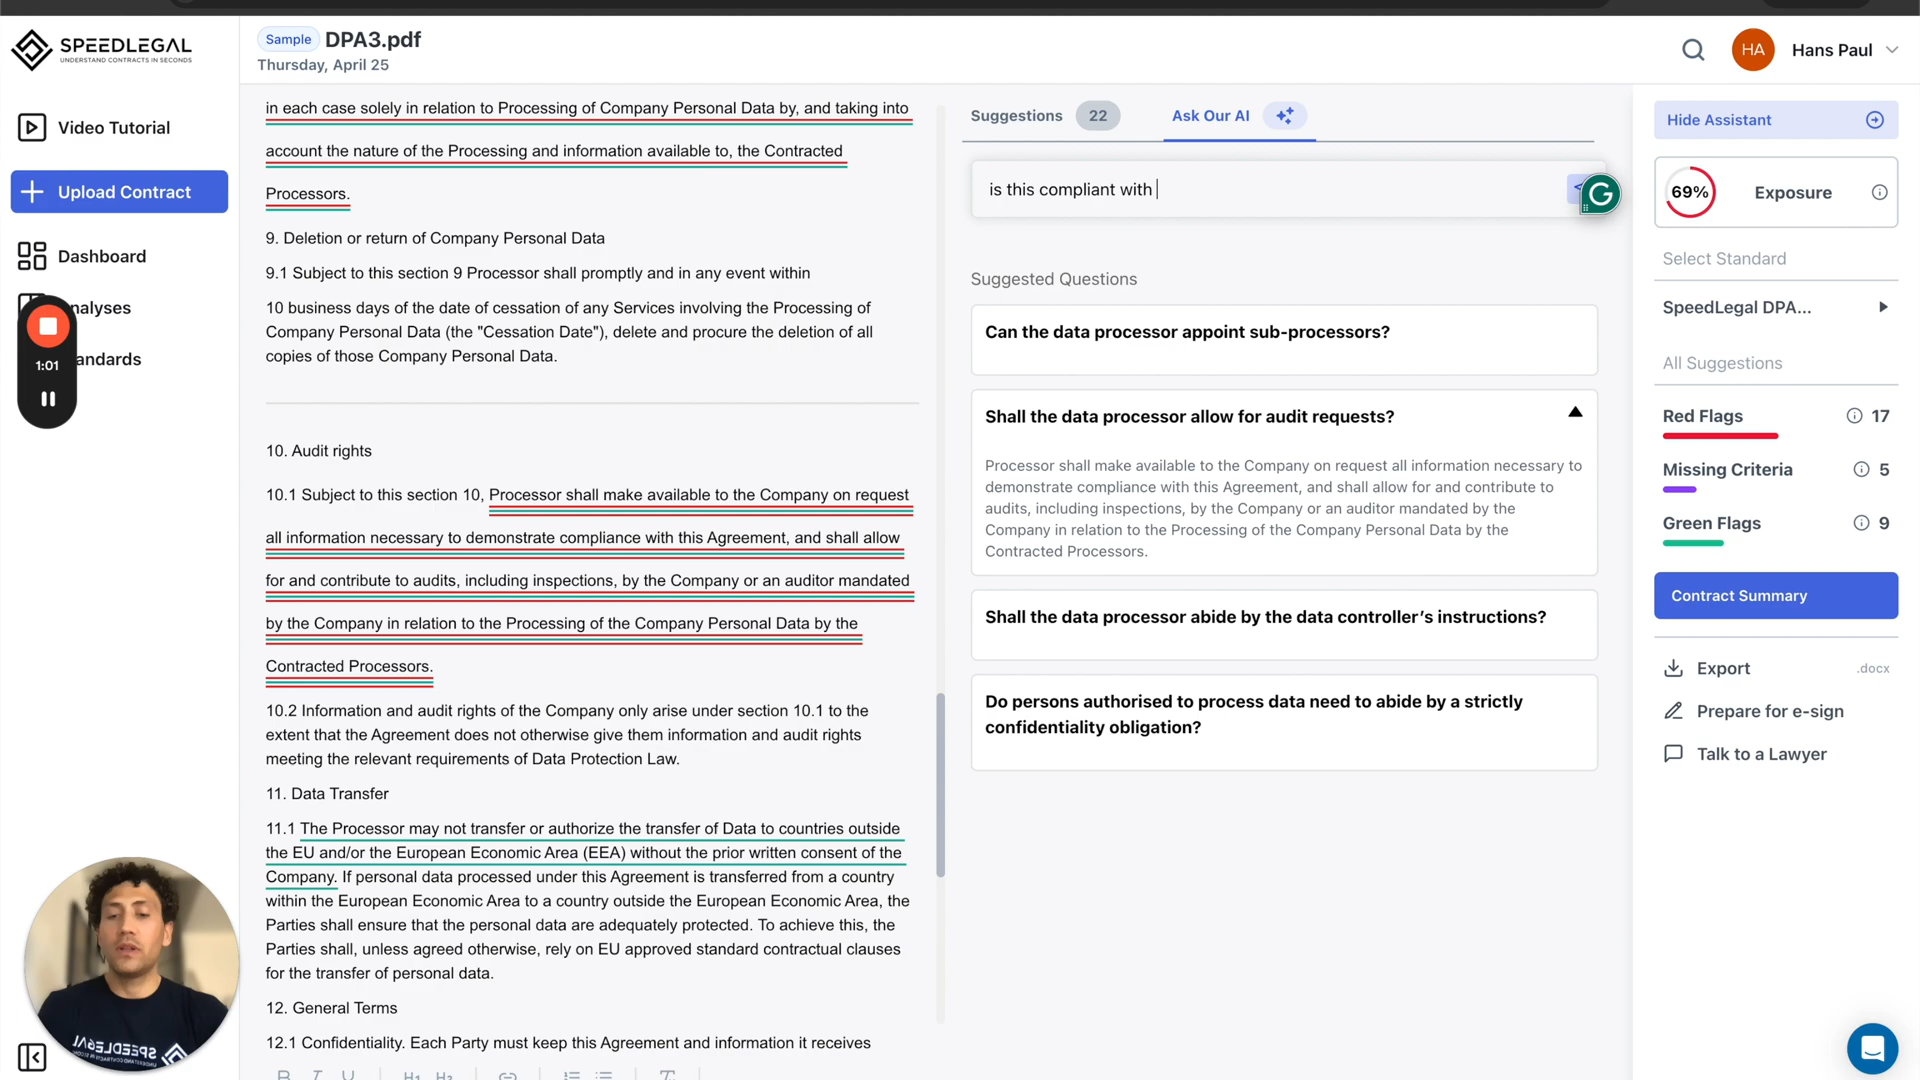 SPEEDLEGAL
UNDERSTAND CONTRACTS IN SECONDS
Sample DPA3.pdf
Thursday, April 25
HA Hans Paul
Video Tutorial
Upload Contract
Dashboard
nalyses
andards
1:01
in each case solely in relation to Processing of Company Personal Data by, and taking into
account the nature of the Processing and information available to, the Contracted
Processors.
9. Deletion or return of Company Personal Data
9.1 Subject to this section 9 Processor shall promptly and in any event within
10 business days of the date of cessation of any Services involving the Processing of
Company Personal Data (the "Cessation Date"), delete and procure the deletion of all
copies of those Company Personal Data.
10. Audit rights
10.1 Subject to this section 10, Processor shall make available to the Company on request
all information necessary to demonstrate compliance with this Agreement, and shall allow
for and contribute to audits, including inspections, by the Company or an auditor mandated
by the Company in relation to the Processing of the Company Personal Data by the
Contracted Processors.
10.2 Information and audit rights of the Company only arise under section 10.1 to the
extent that the Agreement does not otherwise give them information and audit rights
meeting the relevant requirements of Data Protection Law.
11. Data Transfer
11.1 The Processor may not transfer or authorize the transfer of Data to countries outside
the EU and/or the European Economic Area (EEA) without the prior written consent of the
Company. If personal data processed under this Agreement is transferred from a country
within the European Economic Area to a country outside the European Economic Area, the
Parties shall ensure that the personal data are adequately protected. To achieve this, the
Parties shall, unless agreed otherwise, rely on EU approved standard contractual clauses
for the transfer of personal data.
12. General Terms
12.1 Confidentiality. Each Party must keep this Agreement and information it receives
B I U H1 H2
Suggestions 22 Ask Our AI
is this compliant with
G
Suggested Questions
Can the data processor appoint sub-processors?
Shall the data processor allow for audit requests?
Processor shall make available to the Company on request all information necessary to
demonstrate compliance with this Agreement, and shall allow for and contribute to
audits, including inspections, by the Company or an auditor mandated by the
Company in relation to the Processing of the Company Personal Data by the
Contracted Processors.
Shall the data processor abide by the data controller's instructions?
Do persons authorised to process data need to abide by a strictly
confidentiality obligation?
Hide Assistant
69% Exposure
Select Standard
SpeedLegal DPA...
All Suggestions
Red Flags 17
Missing Criteria 5
Green Flags 9
Contract Summary
Export .docx
Prepare for e-sign
Talk to a Lawyer
SPEEDLEGAL